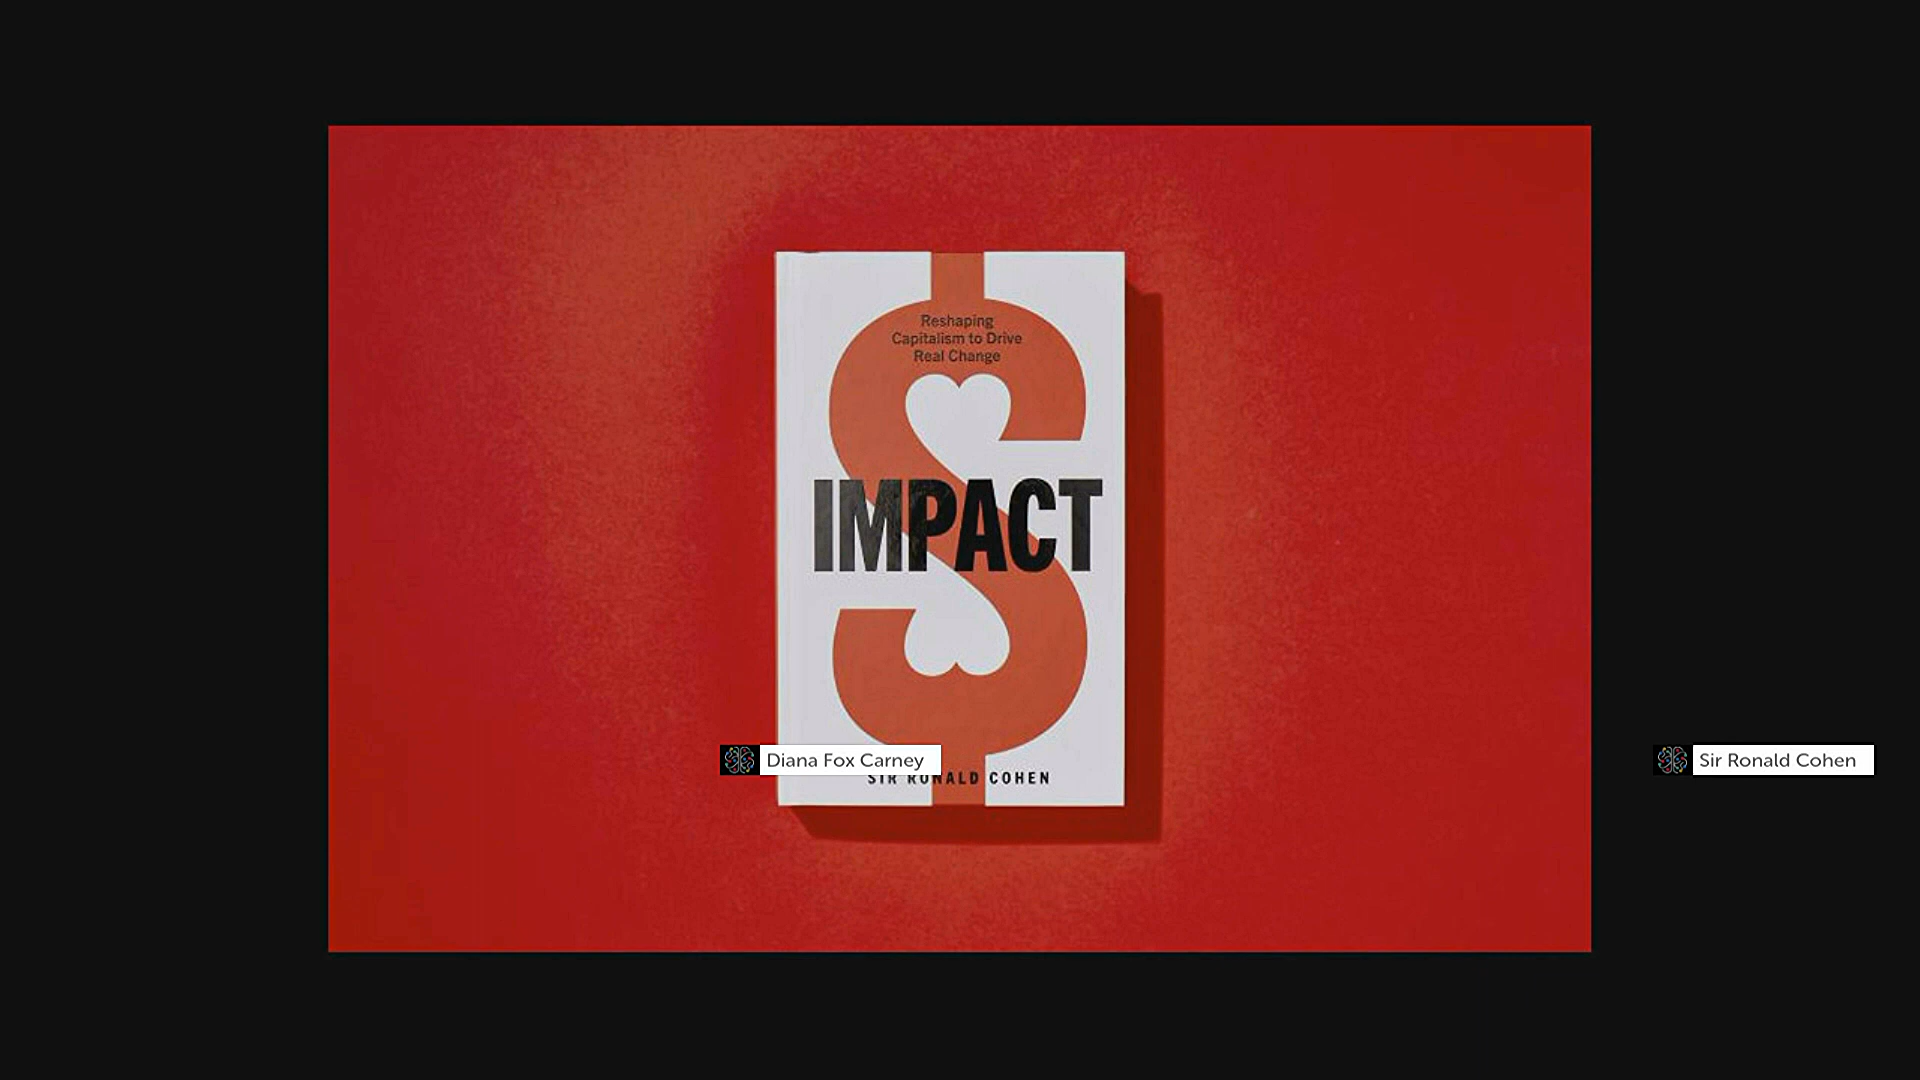 Reshaping
Capitalism to Drive
Real Change
IMPACT
Diana Fox Carney
Sir Ronald Cohen
SIR RONALD COHEN